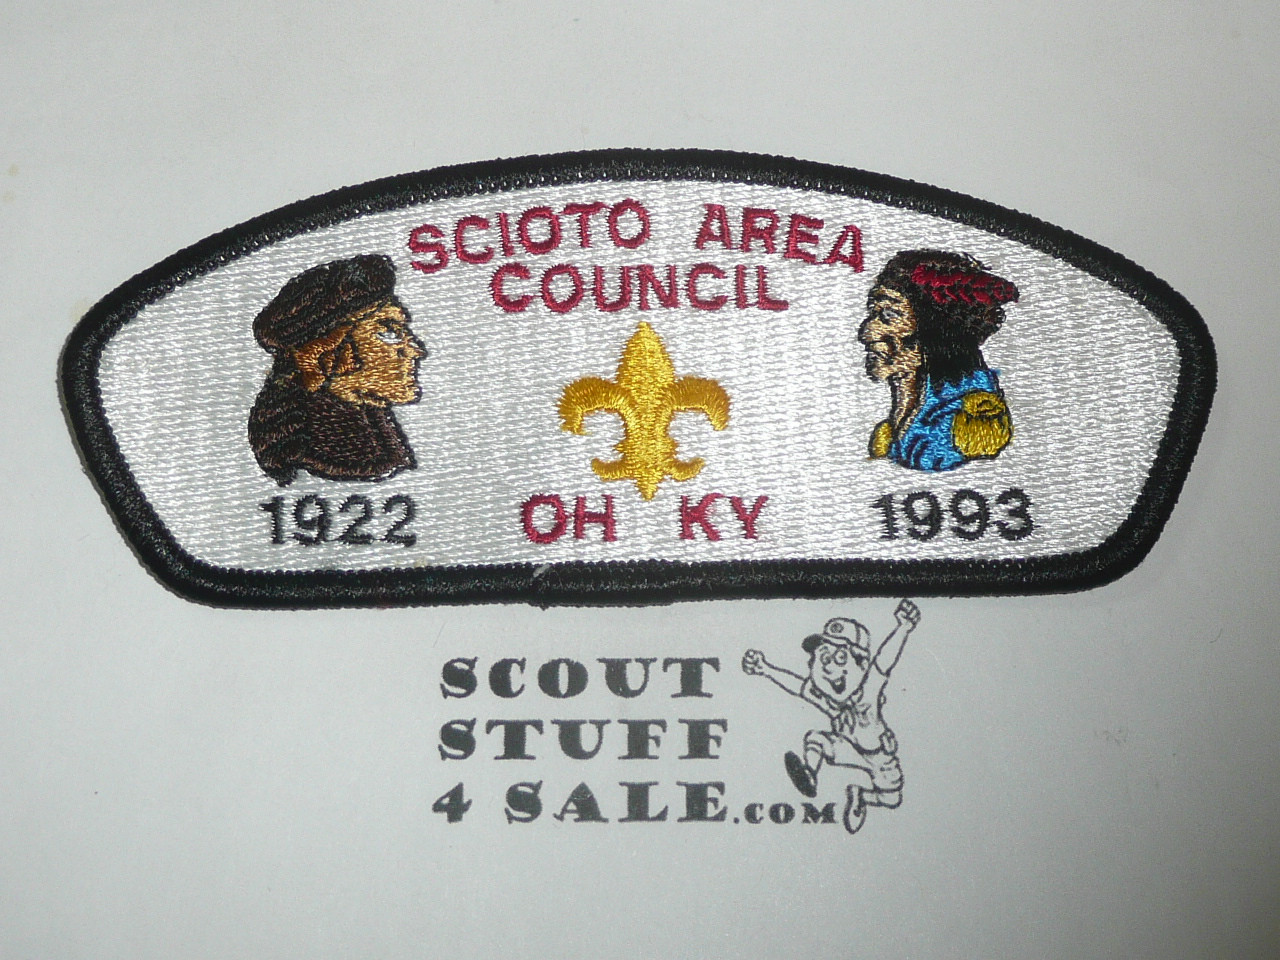 SCIOTO AREA
COUNCIL
1922
OH KY
1993
SCOUT
STUFF
4 SALE.COM